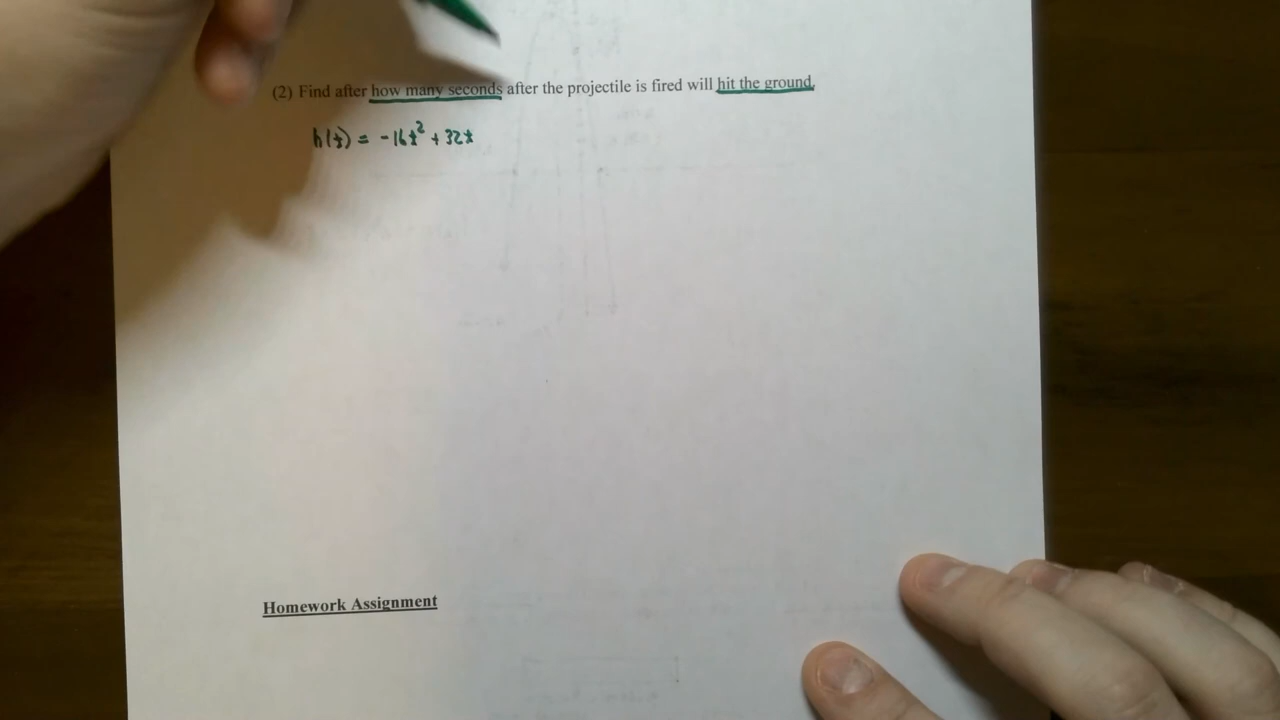 (2) Find after how many seconds after the projectile is fired will hit the ground.
h(t) = -16t² + 32t
Homework Assignment